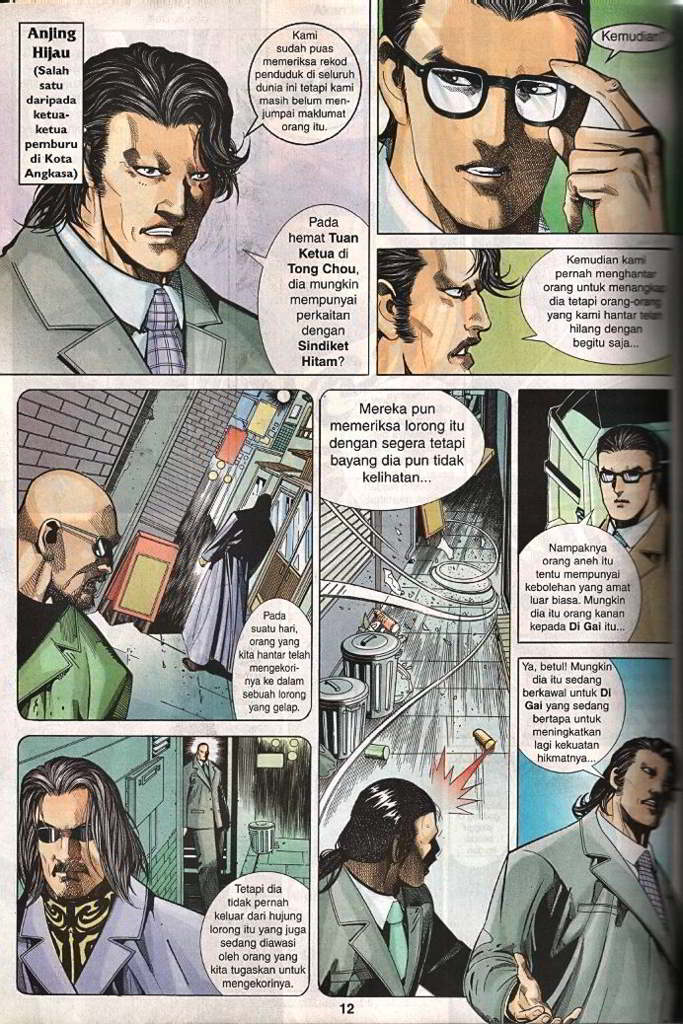 Anjing
Hijau
(Salah
satu
daripada
ketua-
ketua
pemburu
di Kota
Angkasa)
Kami
sudah puas
memeriksa rekod
penduduk di seluruh
dunia ini tetapi kami
masih belum men-
jumpai maklumat
orang itu.
Pada
hemat Tuan
Ketua di
Tong Chou,
dia mungkin
mempunyai
perkaitan
dengan
Sindiket
Hitam?
Kemudian?
Kemudian kami
pernah menghantar
orang untuk menangkap
dia tetapi orang-orang
yang kami hantar telah
hilang dengan
begitu saja...
Pada
suatu hari,
orang yang
kita hantar telah
mengekori-
nya ke dalam
sebuah lorong
yang gelap.
Mereka pun
memeriksa lorong itu
dengan segera tetapi
bayang dia pun tidak
kelihatan...
Nampaknya
orang aneh itu
tentu mempunyai
kebolehan yang amat
luar biasa. Mungkin
dia itu orang kanan
kepada Di Gai itu...
Ya, betul! Mungkin
dia itu sedang
berkawal untuk Di
Gai yang sedang
bertapa untuk
meningkatkan
lagi kekuatan
hikmatnya...
Tetapi dia
tidak pernah
keluar dari hujung
lorong itu yang juga
sedang diawasi
oleh orang yang
kita tugaskan untuk
mengekorinya.
12